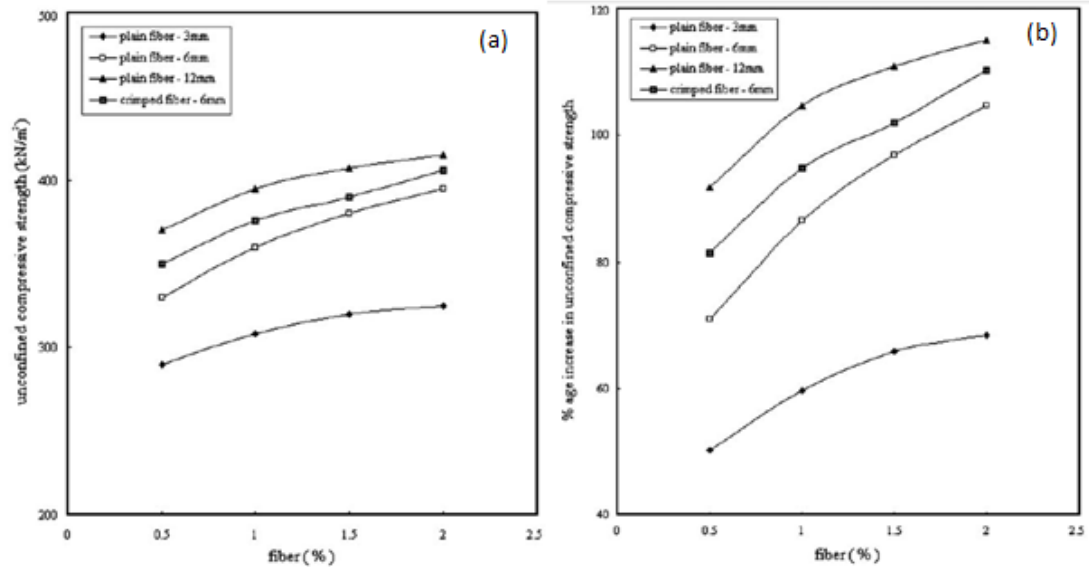 500
400
300
200
0
0.5
1
1.5
2
2.5
fiber ( % )
unconfined compressive strength (kN/m²)
plain fiber - 3mm
plain fiber - 6mm
plain fiber - 12mm
crimped fiber - 6mm
(a)
120
100
80
60
40
0
0.5
1
1.5
2
2.5
fiber ( % )
% age increase in unconfined compressive strength
plain fiber - 3mm
plain fiber - 6mm
plain fiber - 12mm
crimped fiber - 6mm
(b)